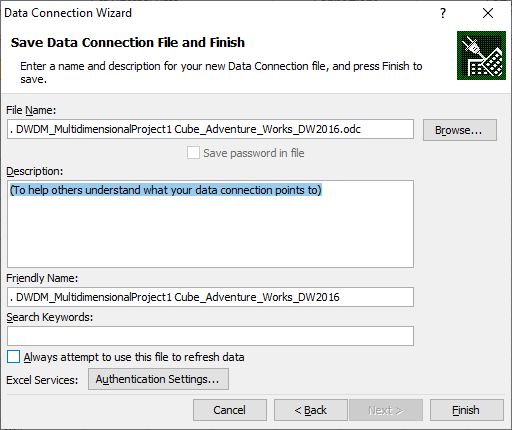 Data Connection Wizard
?
Save Data Connection File and Finish
Enter a name and description for your new Data Connection file, and press Finish to
save.
File Name:
. DWDM_MultidimensionalProject1 Cube_Adventure_Works_DW2016.odc
Browse...
Save password in file
Description:
(To help others understand what your data connection points to)
Friendly Name:
. DWDM_MultidimensionalProject1 Cube_Adventure_Works_DW2016
Search Keywords:
Always attempt to use this file to refresh data
Excel Services: Authentication Settings...
Cancel < Back Next > Finish